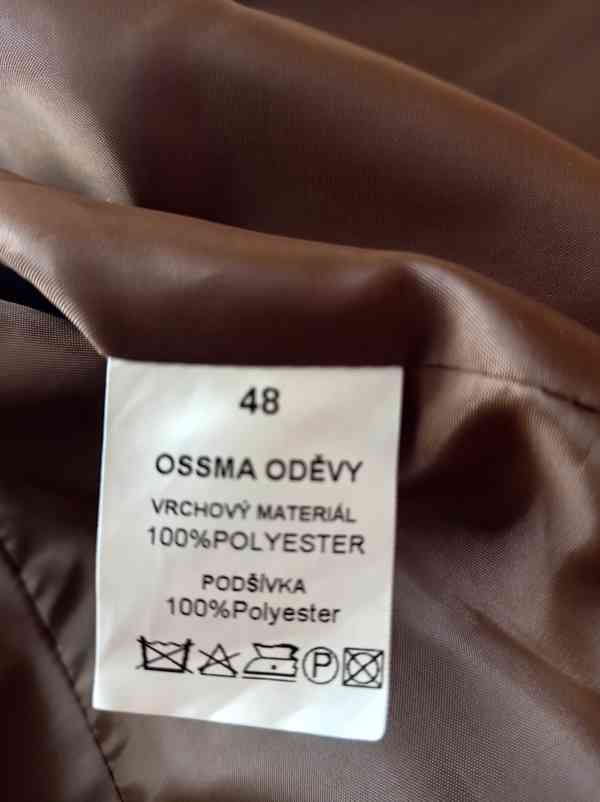 48
OSSMA ODĚVY
VRCHOVÝ MATERIÁL
100%POLYESTER
PODŠÍVKA
100%Polyester
P